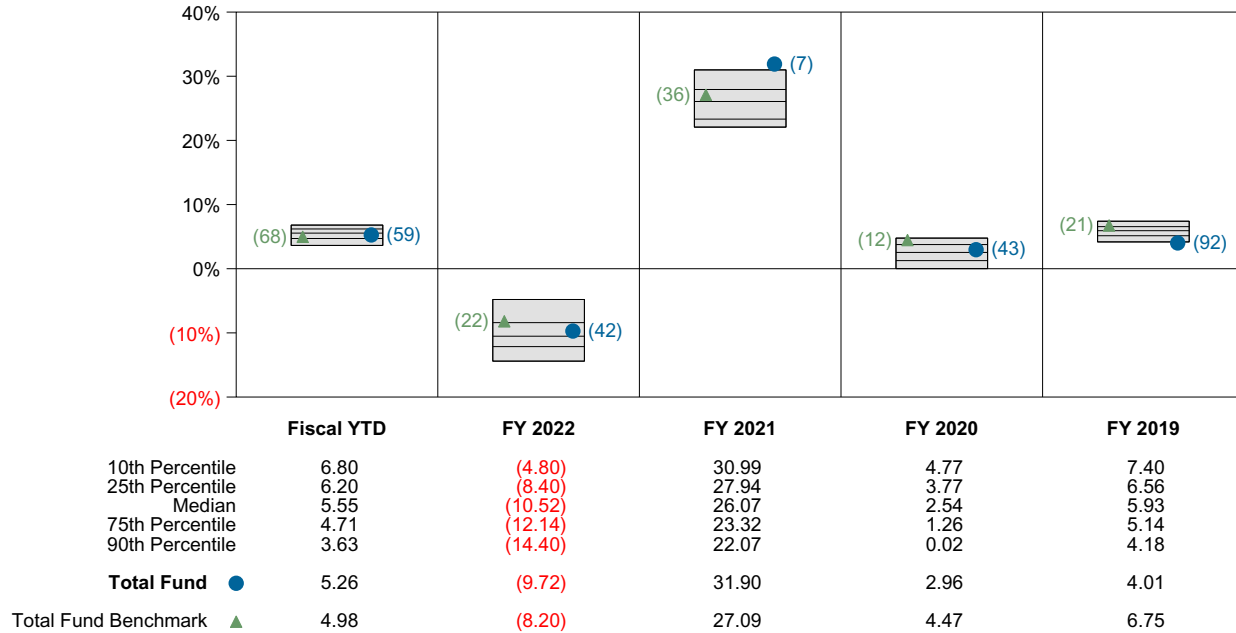 40%
30%
20%
10%
0%
(10%)
(20%)
(68) (59)
(22) (42)
(36) (7)
(12) (43)
(21) (92)
Fiscal YTD FY 2022 FY 2021 FY 2020 FY 2019
10th Percentile 6.80 (4.80) 30.99 4.77 7.40
25th Percentile 6.20 (8.40) 27.94 3.77 6.56
Median 5.55 (10.52) 26.07 2.54 5.93
75th Percentile 4.71 (12.14) 23.32 1.26 5.14
90th Percentile 3.63 (14.40) 22.07 0.02 4.18
Total Fund 5.26 (9.72) 31.90 2.96 4.01
Total Fund Benchmark 4.98 (8.20) 27.09 4.47 6.75